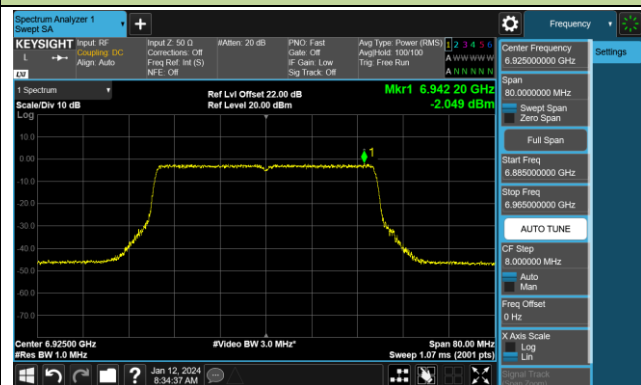 Spectrum Analyzer 1
Swept SA
Frequency
KEYSIGHT
Input: RF
Coupling: DC
Align: Auto
Input Z: 50 Ω
Corrections: Off
Freq Ref: Int (S)
NFE: Off
#Atten: 20 dB
PNO: Fast
Gate: Off
IF Gain: Low
Sig Track: Off
Avg Type: Power (RMS)
Avg|Hold: 100/100
Trig: Free Run
1 2 3 4 5 6
A W W W W W
A N N N N N
L
LXI
Center Frequency
6.925000000 GHz
Settings
Span
80.0000000 MHz
Swept Span
Zero Span
Full Span
Start Freq
6.885000000 GHz
Stop Freq
6.965000000 GHz
AUTO TUNE
CF Step
8.000000 MHz
Auto
Man
Freq Offset
0 Hz
X Axis Scale
Log
Lin
Signal Track
(Span Zoom)
1 Spectrum
Scale/Div 10 dB
Ref Lvl Offset 22.00 dB
Ref Level 20.00 dBm
Mkr1 6.942 20 GHz
-2.049 dBm
Log
10.0
0.00
-10.0
-20.0
-30.0
-40.0
-50.0
-60.0
-70.0
1
Center 6.92500 GHz
#Res BW 1.0 MHz
#Video BW 3.0 MHz*
Span 80.00 MHz
Sweep 1.07 ms (2001 pts)
?
Jan 12, 2024
8:34:37 AM